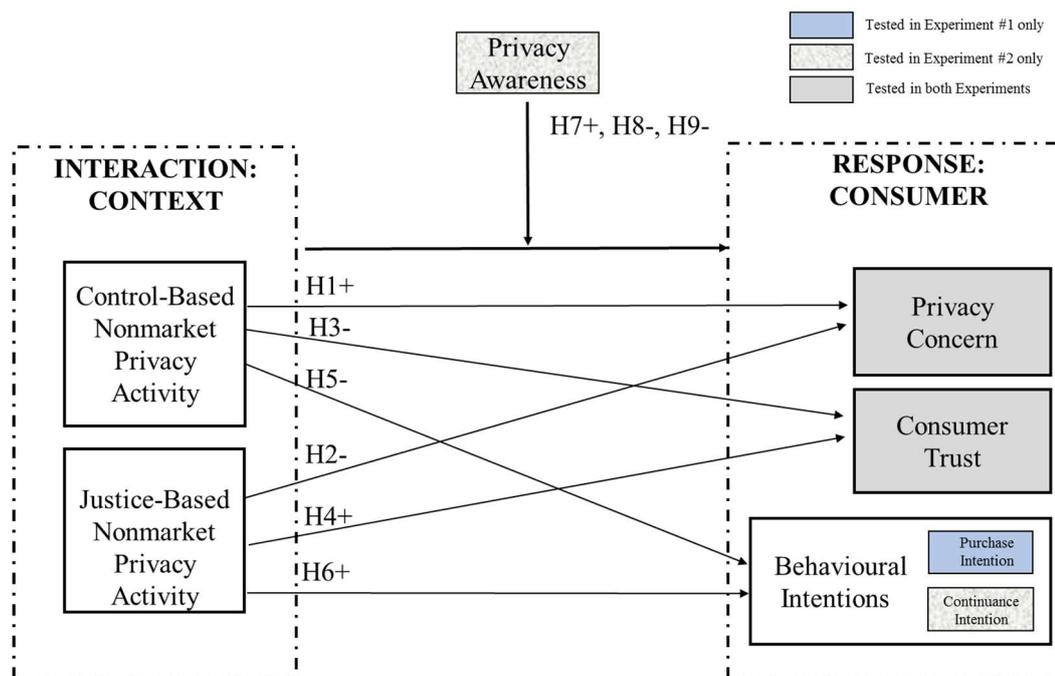 Privacy
Awareness
Tested in Experiment #1 only
Tested in Experiment #2 only
Tested in both Experiments
H7+, H8-, H9-
INTERACTION:
CONTEXT
RESPONSE:
CONSUMER
Control-Based
Nonmarket
Privacy
Activity
Justice-Based
Nonmarket
Privacy
Activity
H1+
H3-
H5-
H2-
H4+
H6+
Privacy
Concern
Consumer
Trust
Behavioural
Intentions
Purchase
Intention
Continuance
Intention